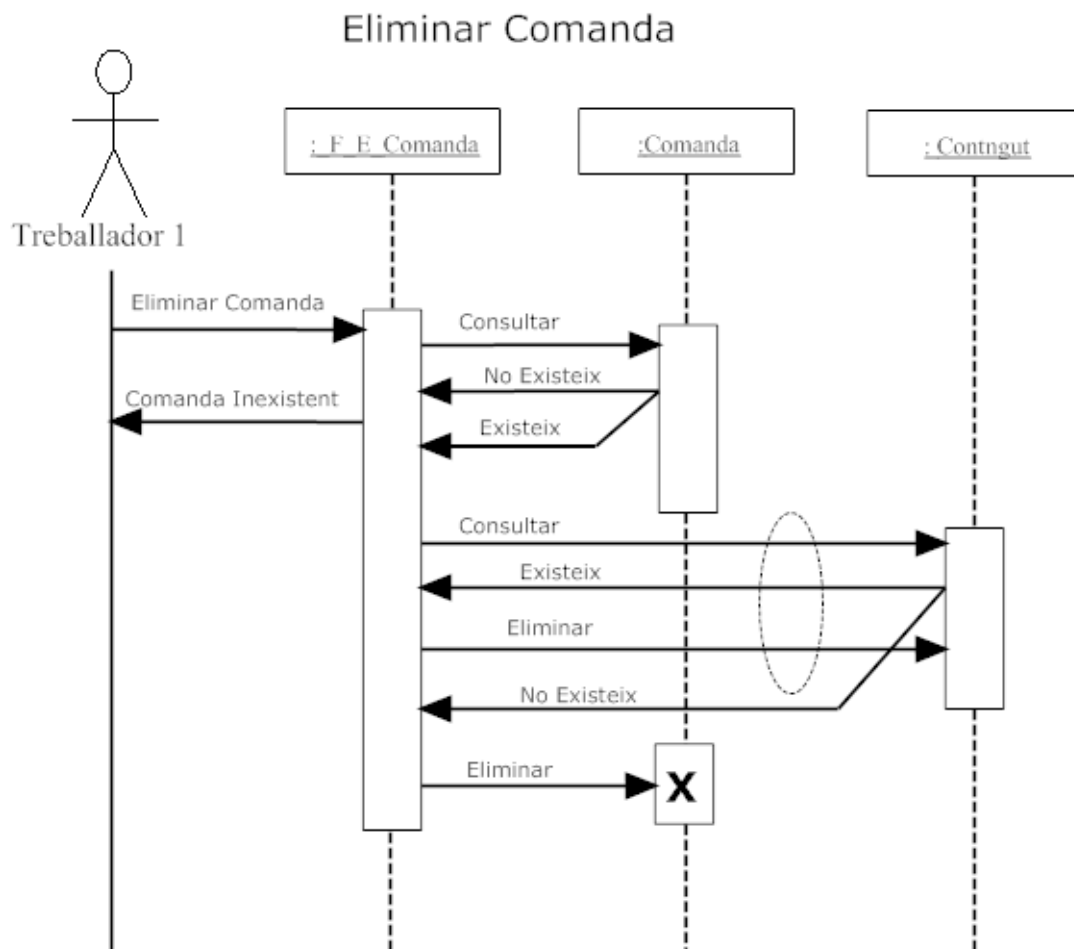 Eliminar Comanda
: F_E_Comanda
:Comanda
: Contngut
Treballador 1
Eliminar Comanda
Consultar
No Existeix
Comanda Inexistent
Existeix
Consultar
Existeix
Eliminar
No Existeix
Eliminar
X